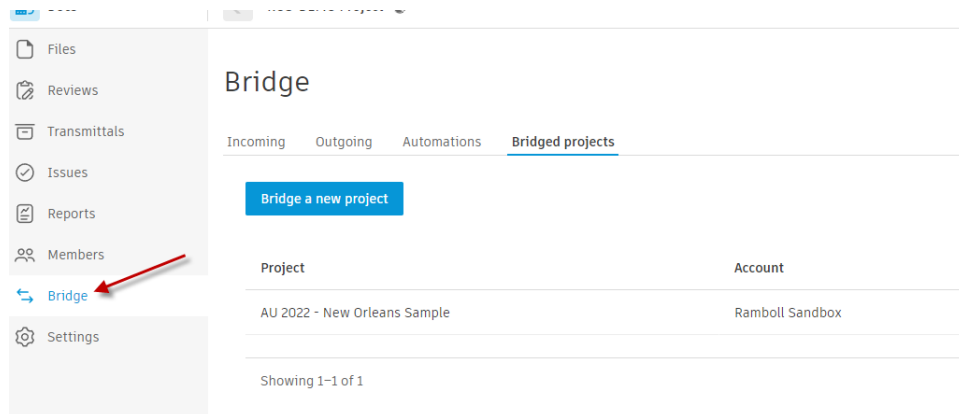 Files
Reviews
Transmittals
Issues
Reports
Members
Bridge
Settings
Bridge
Incoming Outgoing Automations Bridged projects
Bridge a new project
Project Account
AU 2022 - New Orleans Sample Ramboll Sandbox
Showing 1-1 of 1